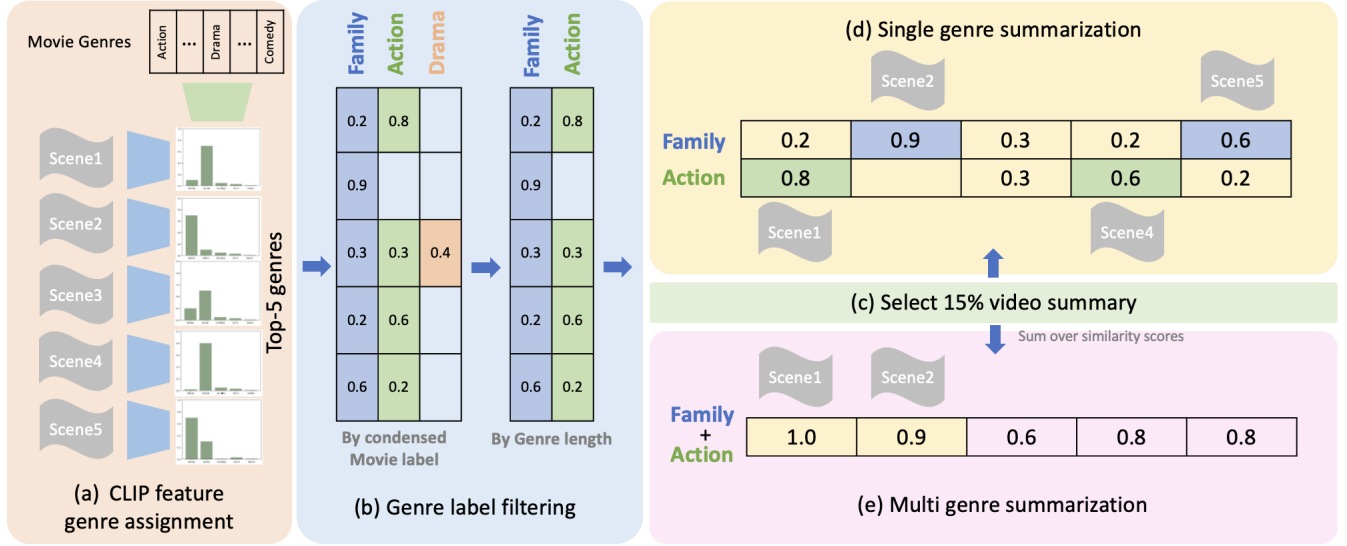 Movie Genres
Action
...
Drama
...
Comedy
Scene1
Scene2
Scene3
Scene4
Scene5
Top-5 genres
(a) CLIP feature
genre assignment
Family Action Drama
0.2 0.8
0.9
0.3 0.3 0.4
0.2 0.6
0.6 0.2
By condensed
Movie label
Family Action
0.2 0.8
0.9
0.3 0.3
0.2 0.6
0.6 0.2
By Genre length
(b) Genre label filtering
(d) Single genre summarization
Scene2 Scene5
Family 0.2 0.9 0.3 0.2 0.6
Action 0.8 0.3 0.6 0.2
Scene1 Scene4
(c) Select 15% video summary
Sum over similarity scores
Scene1 Scene2
Family
+
Action
1.0 0.9 0.6 0.8 0.8
(e) Multi genre summarization